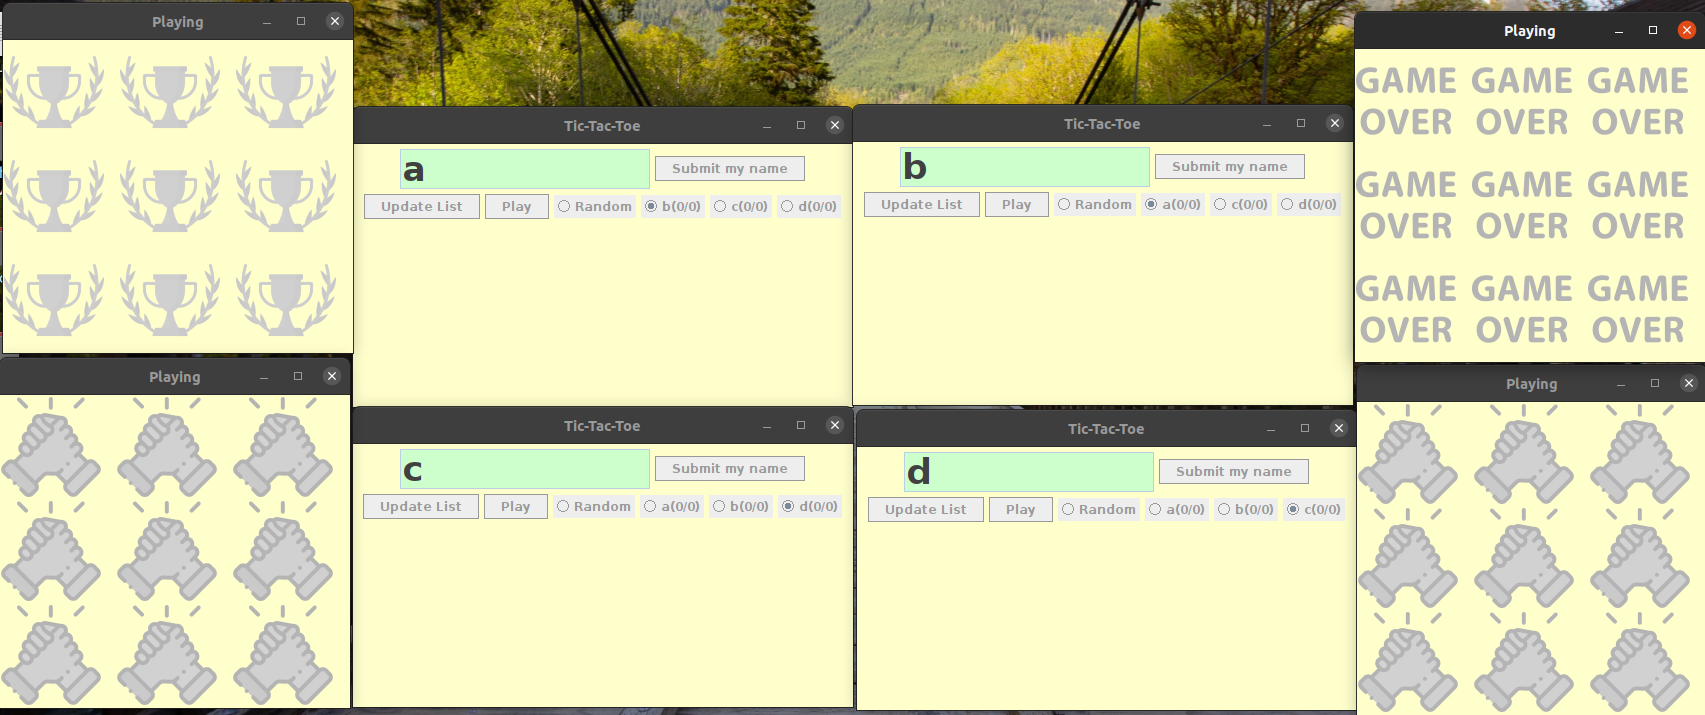 Playing
Tic-Tac-Toe
a
Submit my name
Update List
Play
Random
b(0/0)
c(0/0)
d(0/0)
Tic-Tac-Toe
b
Submit my name
Update List
Play
Random
a(0/0)
c(0/0)
d(0/0)
Playing
GAME GAME GAME
OVER OVER OVER
GAME GAME GAME
OVER OVER OVER
GAME GAME GAME
OVER OVER OVER
Playing
Tic-Tac-Toe
c
Submit my name
Update List
Play
Random
a(0/0)
b(0/0)
d(0/0)
Tic-Tac-Toe
d
Submit my name
Update List
Play
Random
a(0/0)
b(0/0)
c(0/0)
Playing